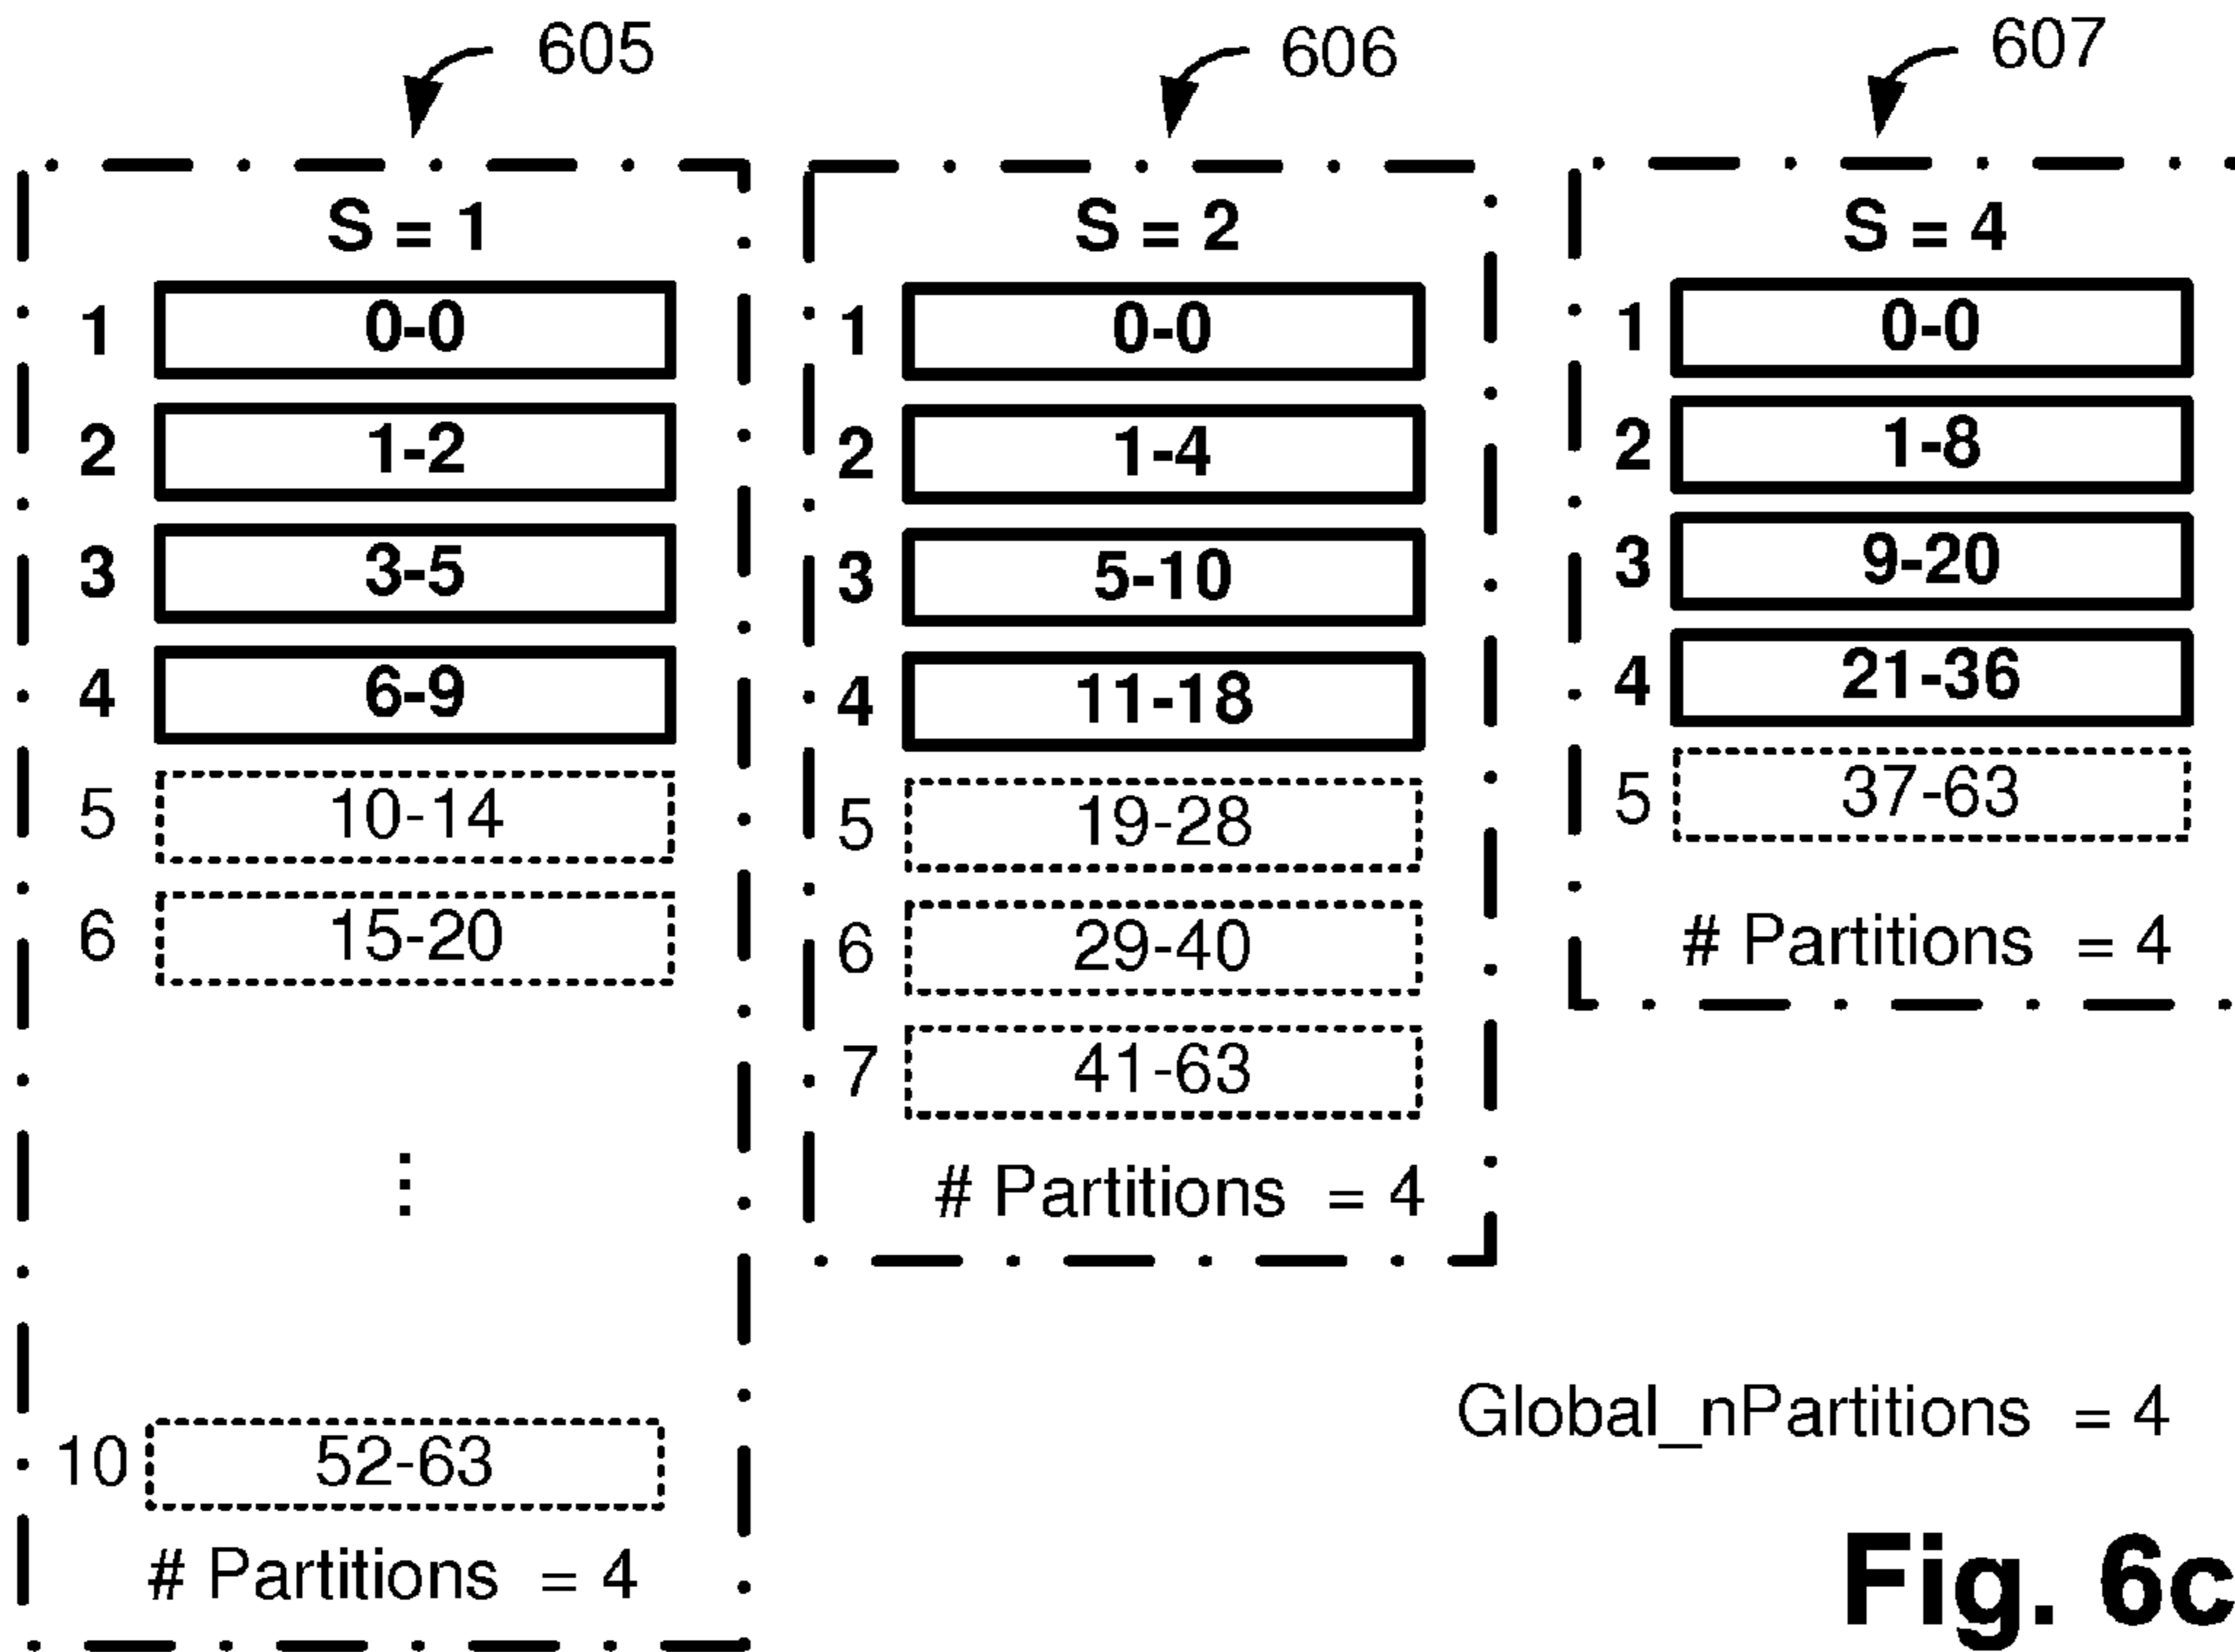 605
S = 1
1 0-0
2 1-2
3 3-5
4 6-9
5 10-14
6 15-20
⋮
10 52-63
# Partitions = 4
606
S = 2
1 0-0
2 1-4
3 5-10
4 11-18
5 19-28
6 29-40
7 41-63
# Partitions = 4
607
S = 4
1 0-0
2 1-8
3 9-20
4 21-36
5 37-63
# Partitions = 4
Global_nPartitions = 4
Fig. 6c